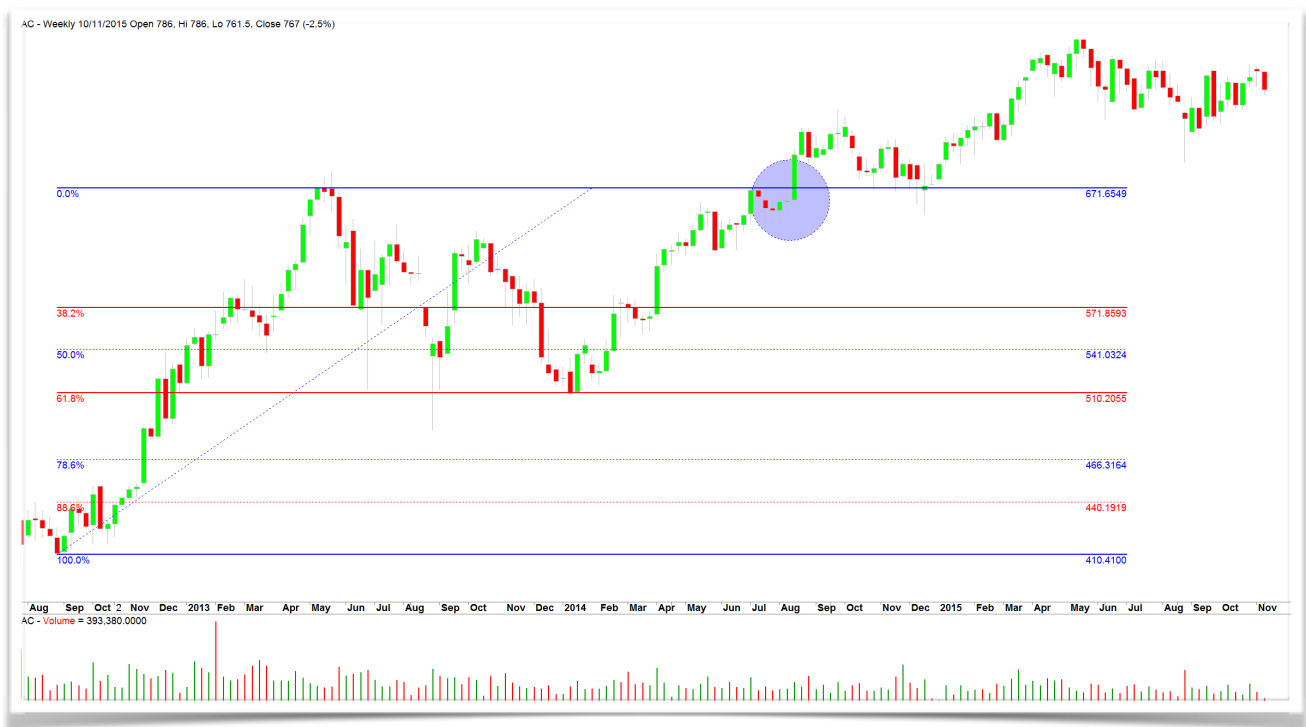 AC - Weekly 10/11/2015 Open 786, Hi 786, Lo 761.5, Close 767 (-2.5%)
0.0% 671.6549
38.2% 571.8593
50.0% 541.0324
61.8% 510.2055
78.6% 466.3164
88.6% 440.1919
100.0% 410.4100
Aug Sep Oct 2 Nov Dec 2013 Feb Mar Apr May Jun Jul Aug Sep Oct Nov Dec 2014 Feb Mar Apr May Jun Jul Aug Sep Oct Nov Dec 2015 Feb Mar Apr May Jun Jul Aug Sep Oct Nov
AC - Volume = 393,380.0000